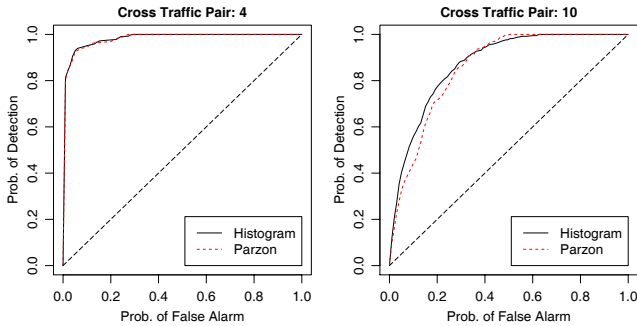 Cross Traffic Pair: 4
Prob. of Detection
1.0
0.8
0.6
0.4
0.2
0.0
Histogram
Parzon
0.0 0.2 0.4 0.6 0.8 1.0
Prob. of False Alarm
Cross Traffic Pair: 10
Prob. of Detection
1.0
0.8
0.6
0.4
0.2
0.0
Histogram
Parzon
0.0 0.2 0.4 0.6 0.8 1.0
Prob. of False Alarm